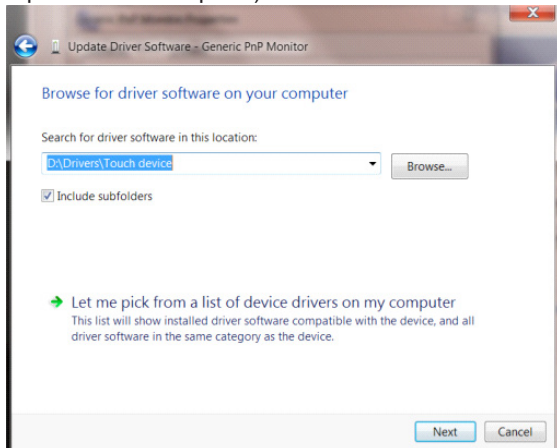 Update Driver Software - Generic PnP Monitor
Browse for driver software on your computer
Search for driver software in this location:
D:\Drivers\Touch device
Browse...
Include subfolders
Let me pick from a list of device drivers on my computer
This list will show installed driver software compatible with the device, and all
driver software in the same category as the device.
Next Cancel